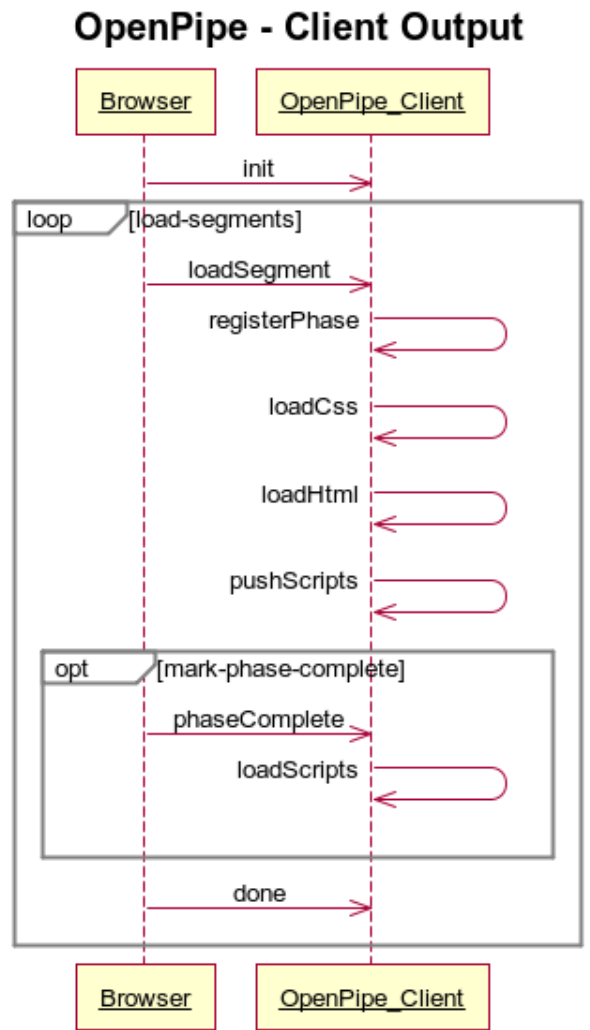 OpenPipe - Client Output
Browser OpenPipe_Client
init
loop [load-segments]
loadSegment
registerPhase
loadCss
loadHtml
pushScripts
opt [mark-phase-complete]
phaseComplete
loadScripts
done
Browser OpenPipe_Client